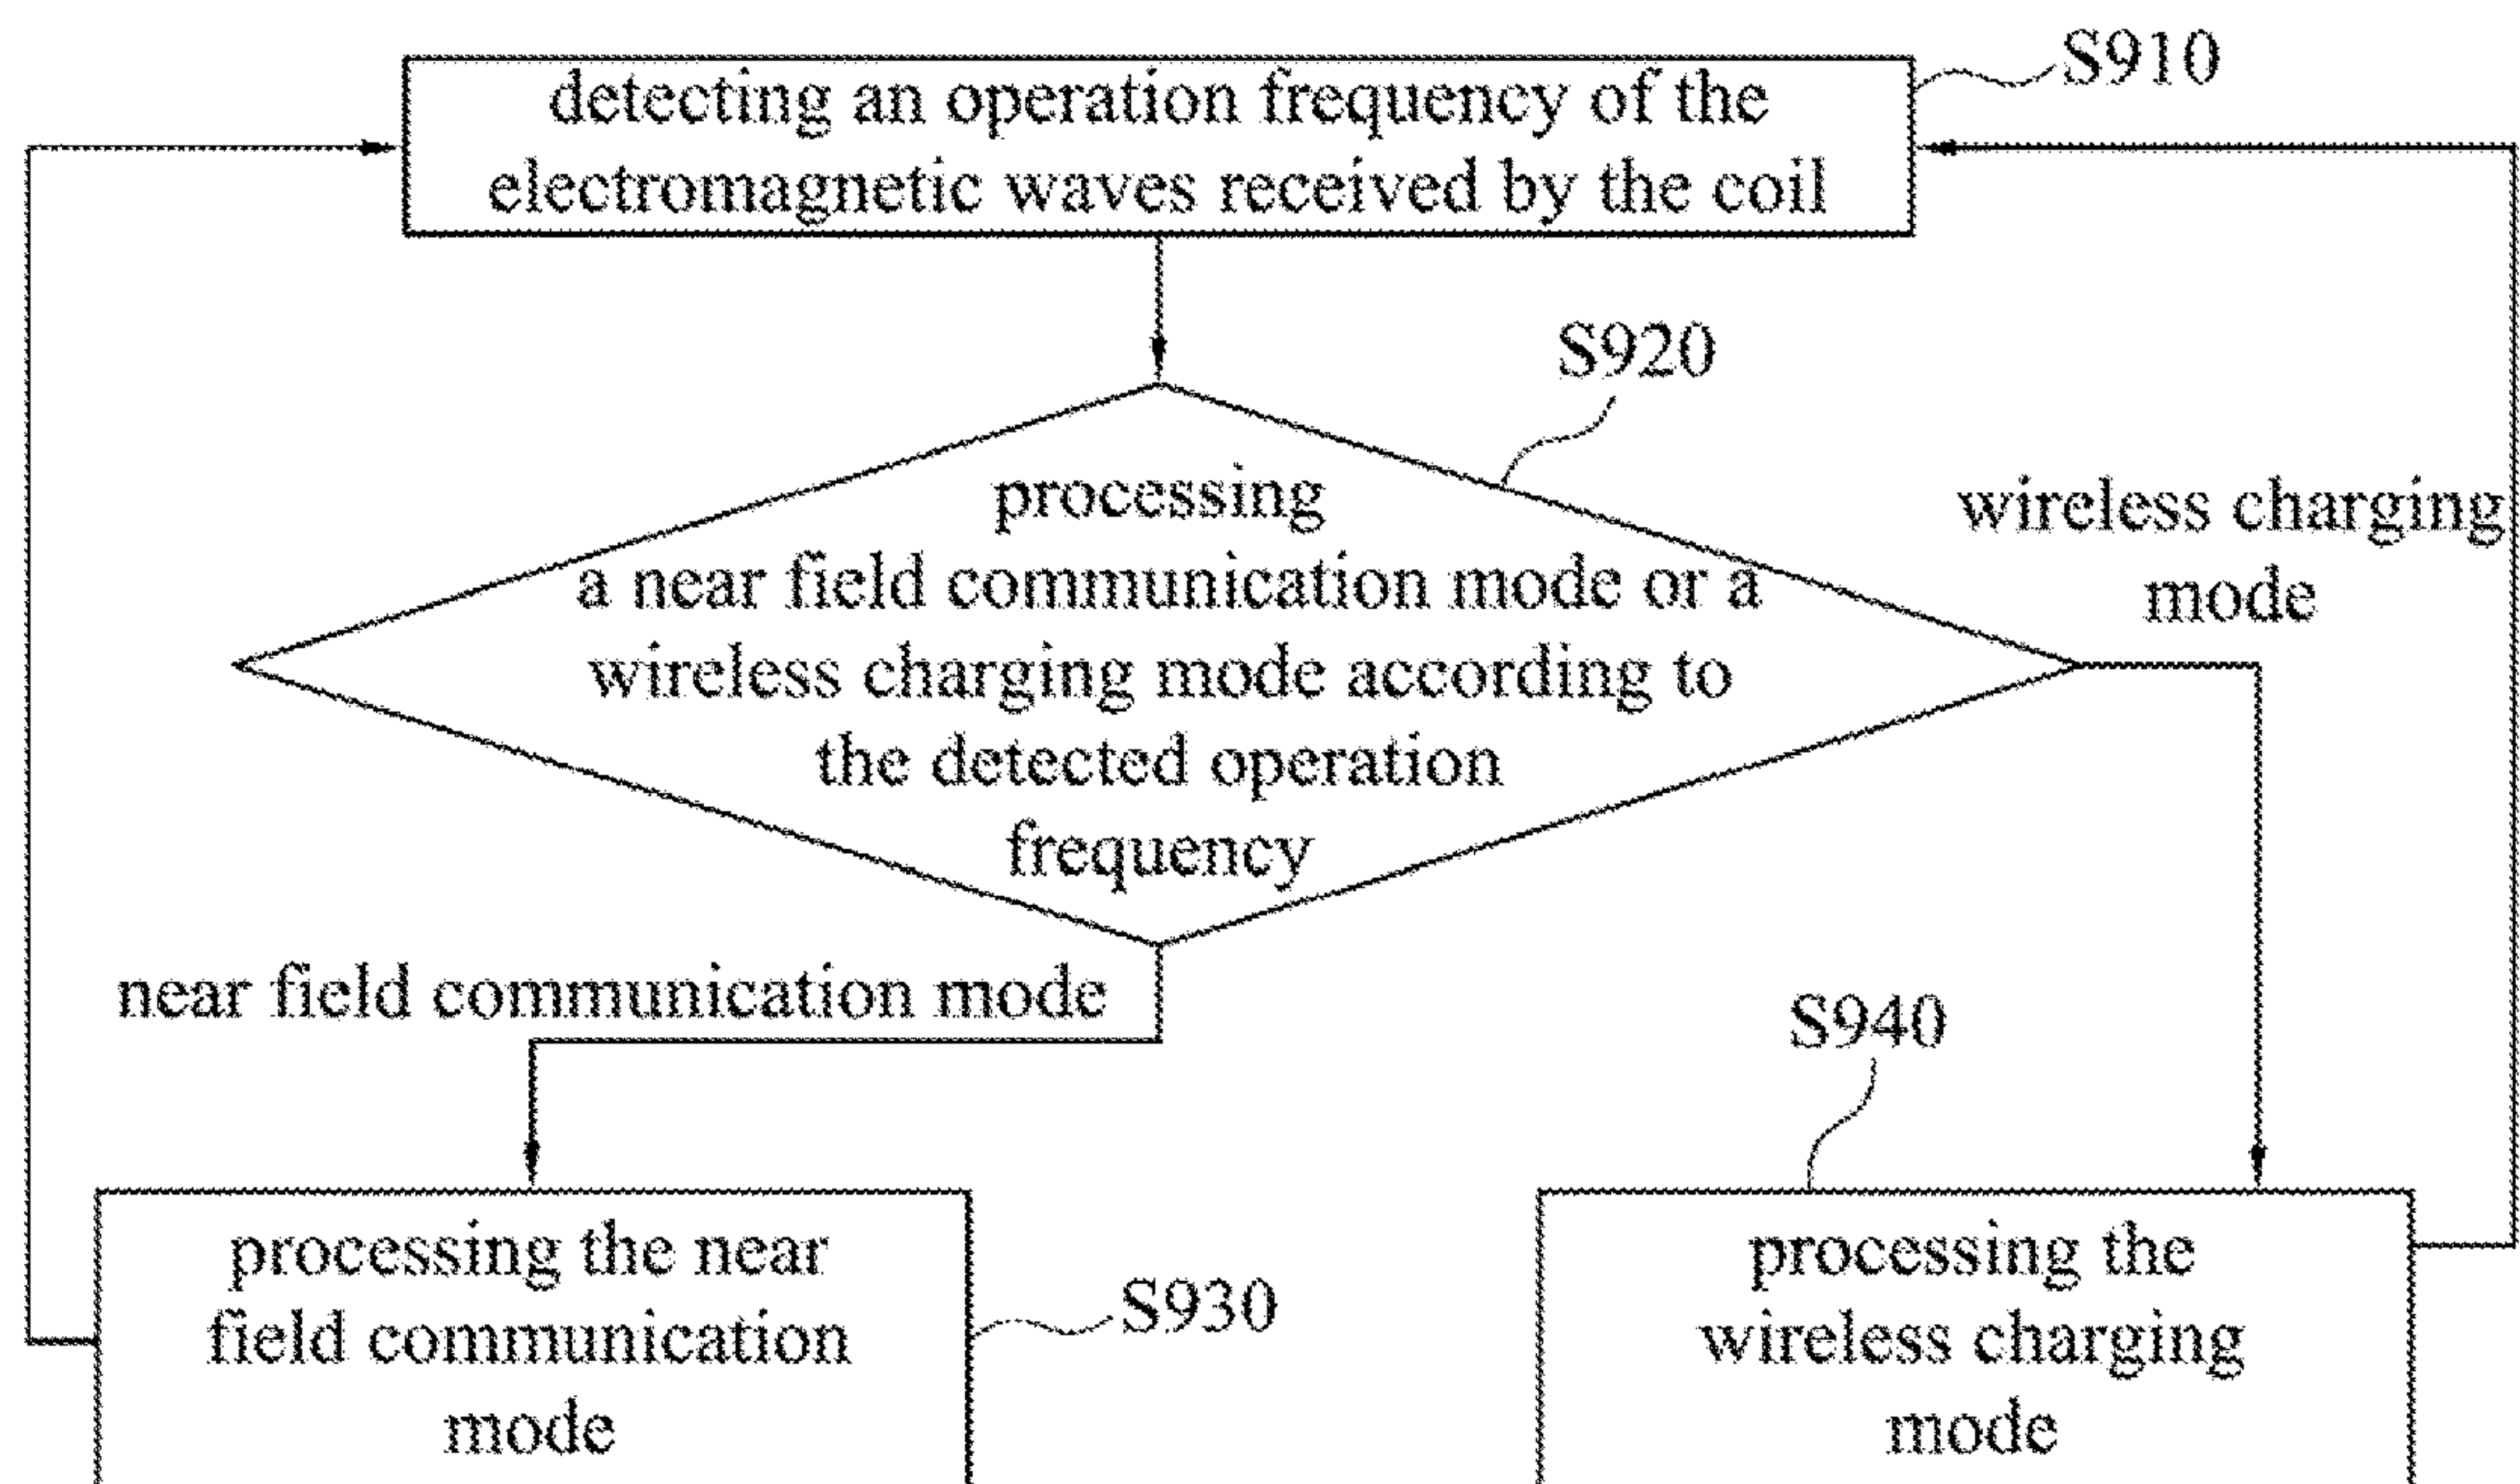 S910
detecting an operation frequency of the
electromagnetic waves received by the coil
S920
processing
a near field communication mode or a
wireless charging mode according to
the detected operation
frequency
wireless charging
mode
near field communication mode
S940
processing the near
field communication
mode
S930
processing the
wireless charging
mode